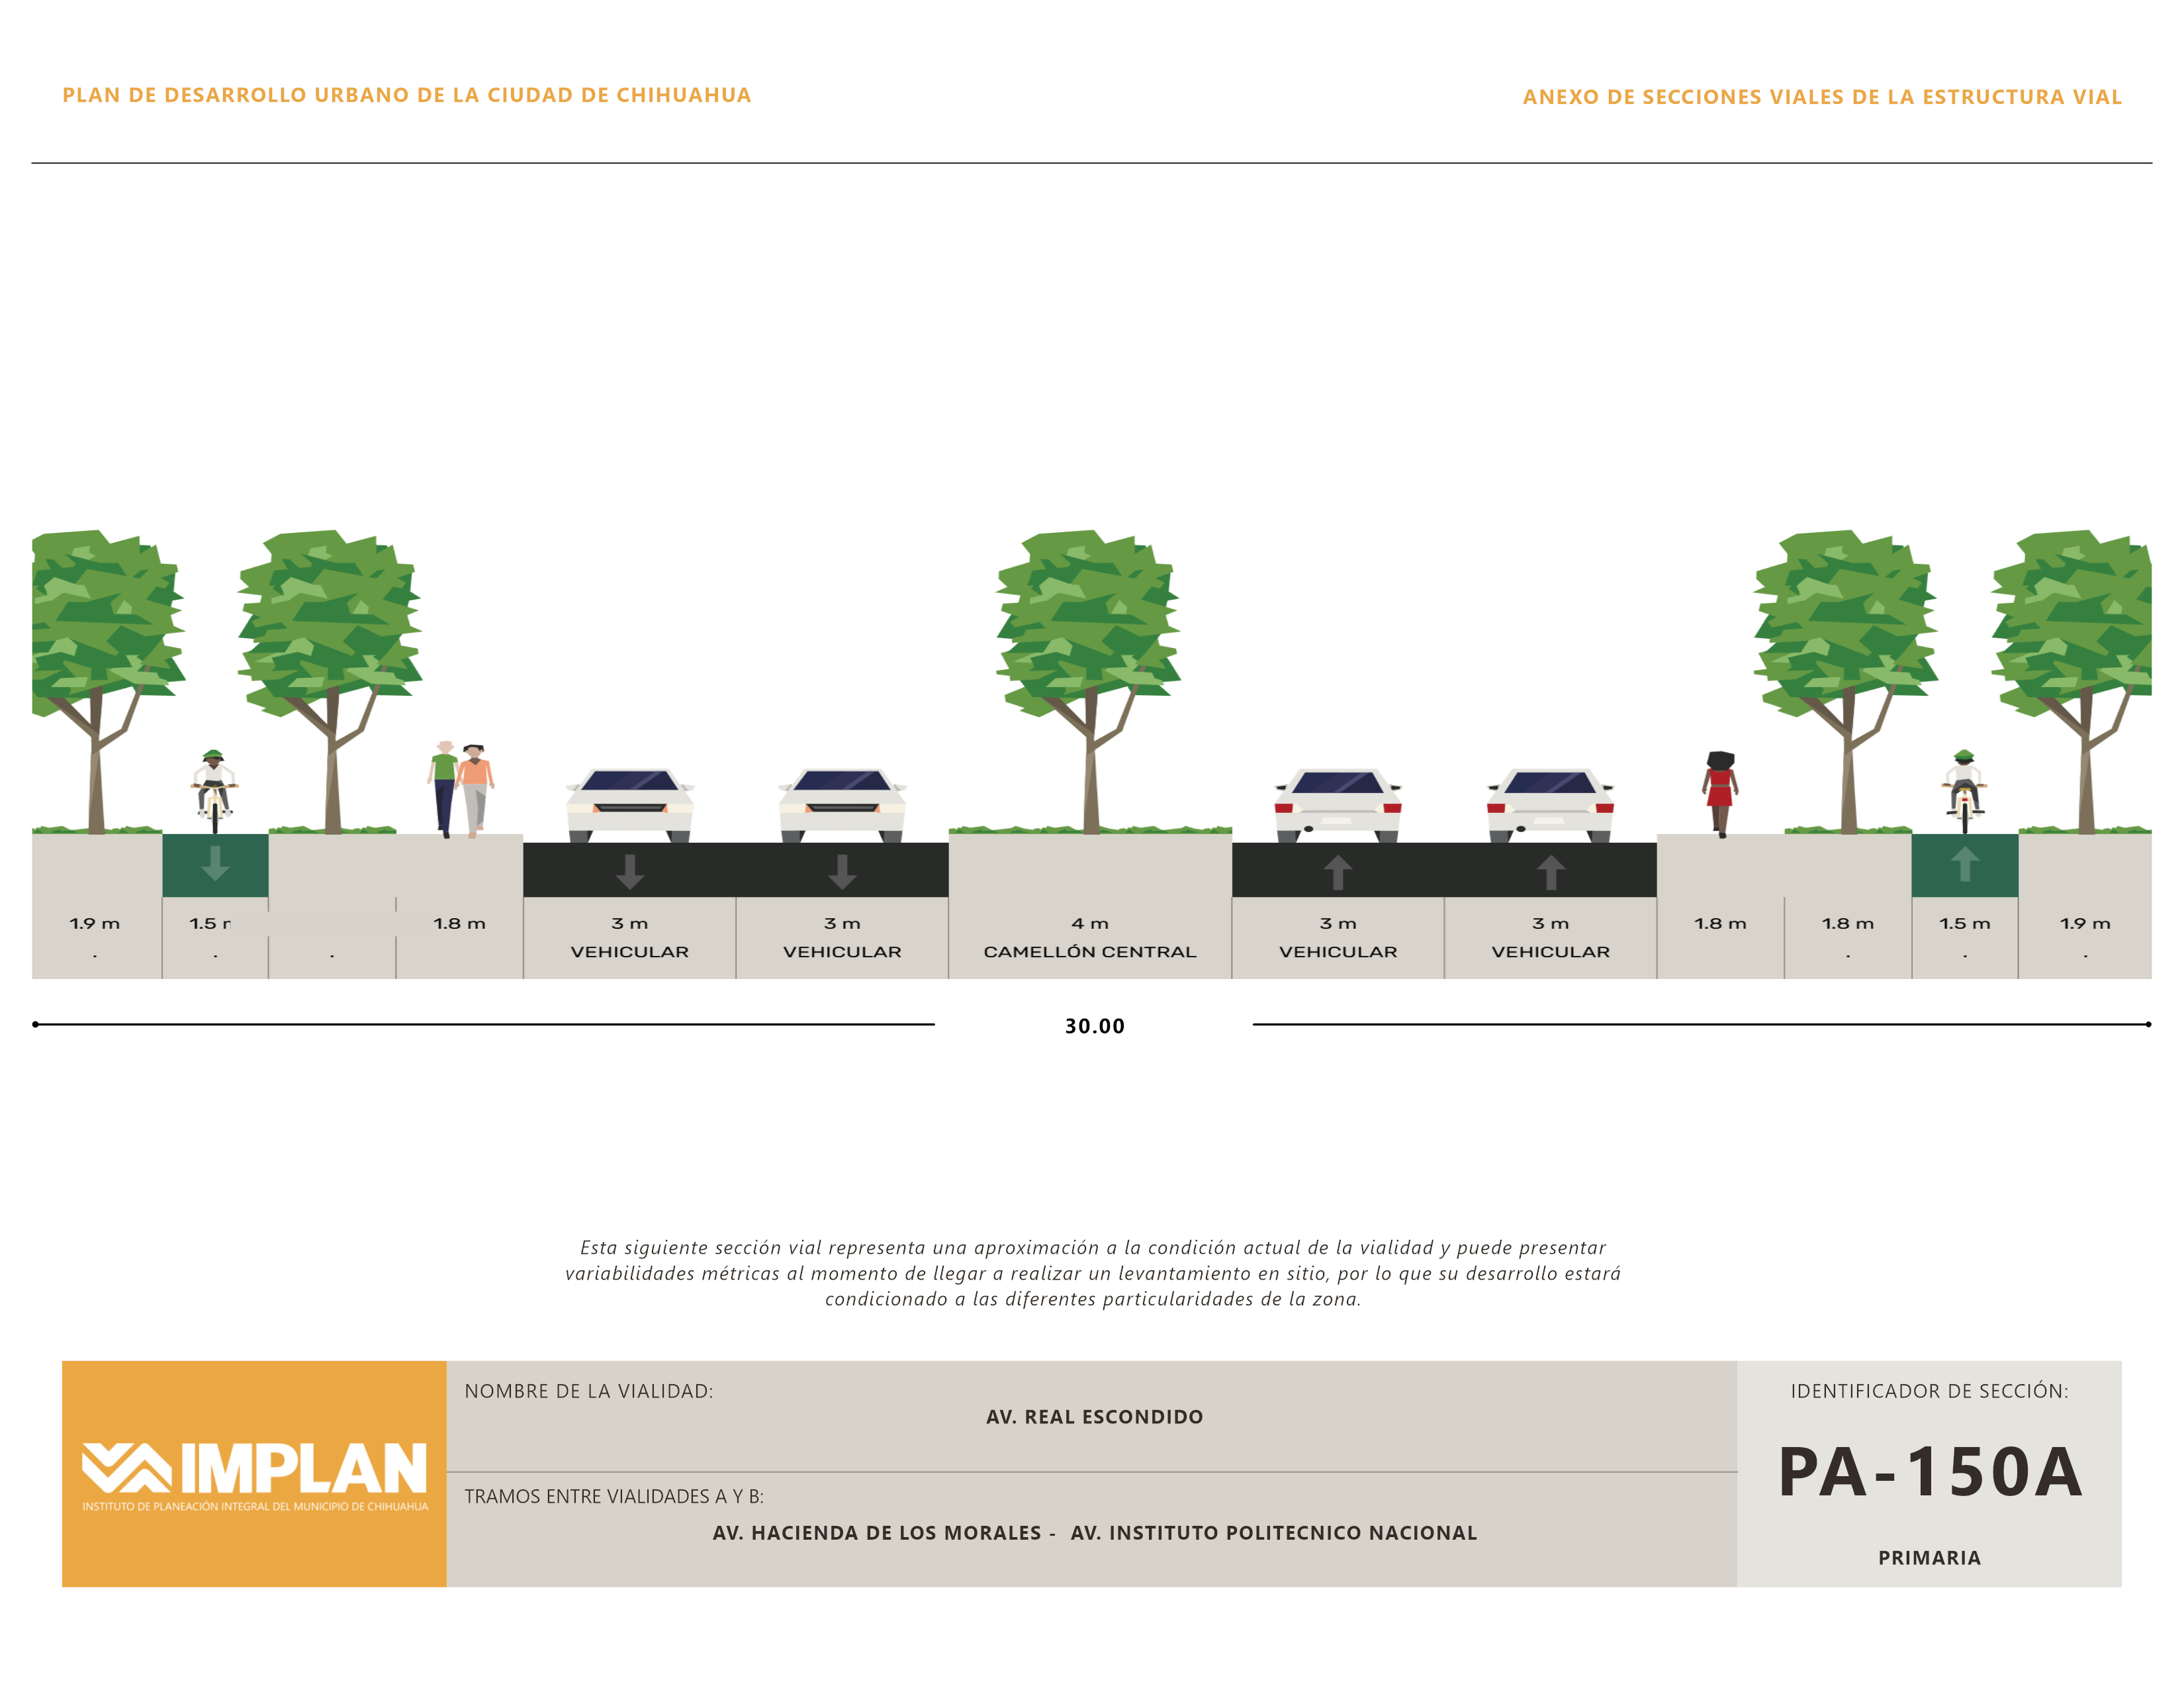 PLAN DE DESARROLLO URBANO DE LA CIUDAD DE CHIHUAHUA
ANEXO DE SECCIONES VIALES DE LA ESTRUCTURA VIAL
1.9 m 1.5 1.8 m 3 m 3 m 4 m 3 m 3 m 1.8 m 1.8 m 1.5 m 1.9 m
. . . VEHICULAR VEHICULAR CAMELLÓN CENTRAL VEHICULAR VEHICULAR . . .
30.00
Esta siguiente sección vial representa una aproximación a la condición actual de la vialidad y puede presentar
variabilidades métricas al momento de llegar a realizar un levantamiento en sitio, por lo que su desarrollo estará
condicionado a las diferentes particularidades de la zona.
IMPLAN
INSTITUTO DE PLANEACIÓN INTEGRAL DEL MUNICIPIO DE CHIHUAHUA
NOMBRE DE LA VIALIDAD:
AV. REAL ESCONDIDO
TRAMOS ENTRE VIALIDADES A Y B:
AV. HACIENDA DE LOS MORALES - AV. INSTITUTO POLITECNICO NACIONAL
IDENTIFICADOR DE SECCIÓN:
PA-150A
PRIMARIA